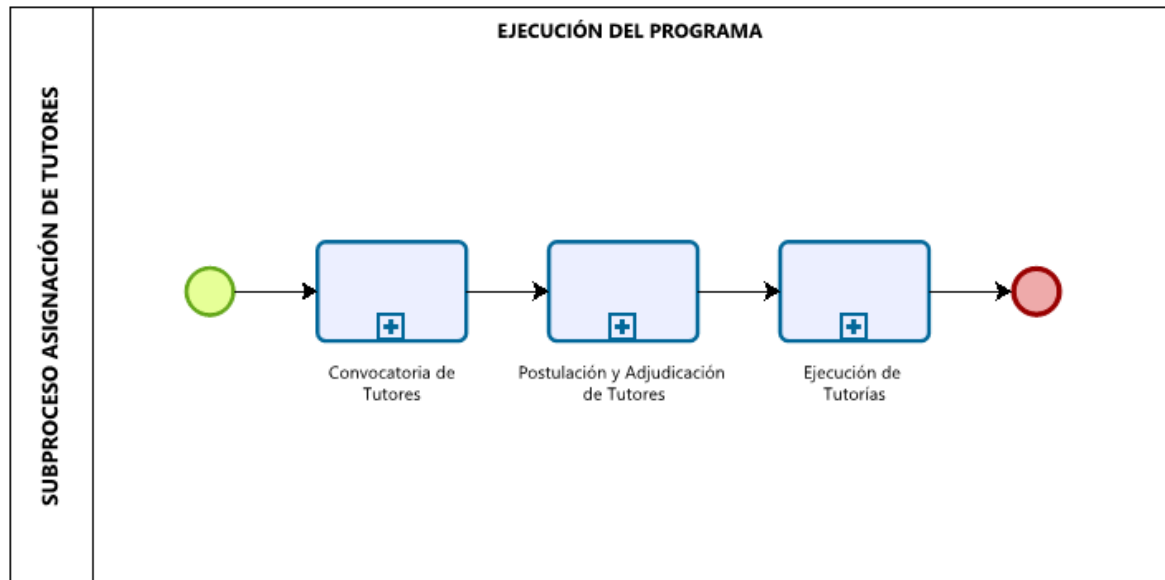 EJECUCIÓN DEL PROGRAMA
SUBPROCESO ASIGNACIÓN DE TUTORES
Convocatoria de
Tutores
Postulación y Adjudicación
de Tutores
Ejecución de
Tutorías